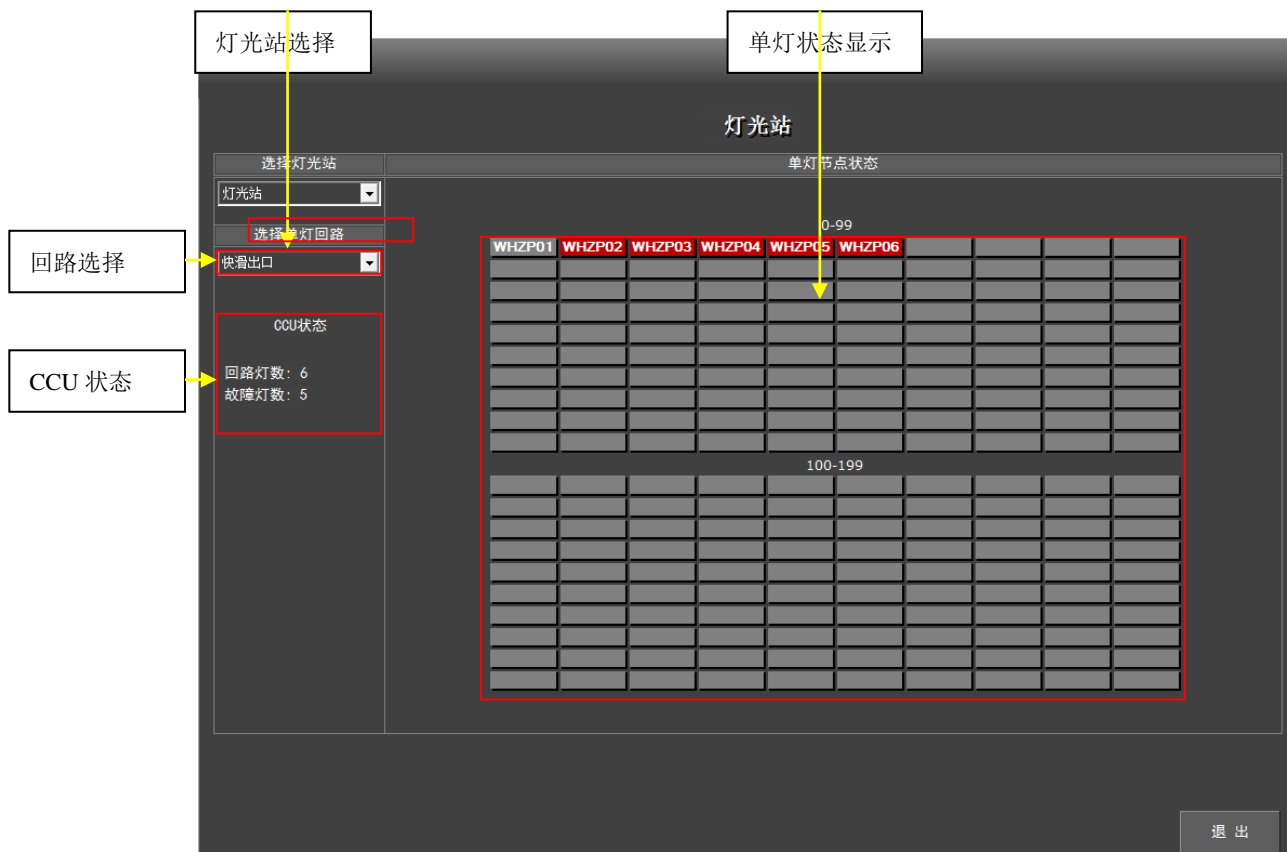 灯光站选择
单灯状态显示
灯光站
选择灯光站
单灯节点状态
灯光站
0-99
选择单灯回路
WHZP01 WHZP02 WHZP03 WHZP04 WHZP05 WHZP06
回路选择
快滑出口
CCU状态
CCU 状态
回路灯数: 6
故障灯数: 5
100-199
退 出